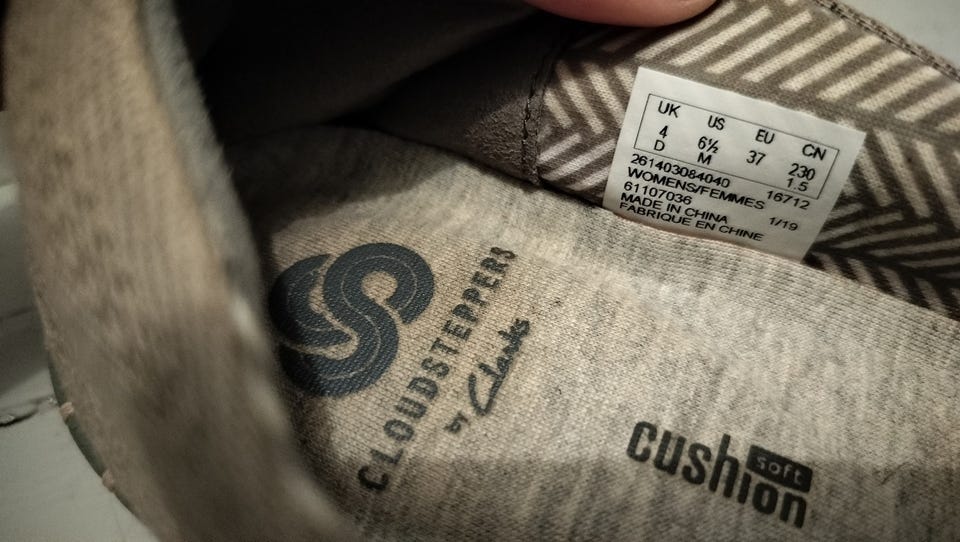 UK US EU CN
4 6½ 37 230
D M 1.5
261403084040 16712
WOMENS/FEMMES
61107036 1/19
MADE IN CHINA
FABRIQUE EN CHINE
CLOUDSTEPPERS
by Clarks
cushion
soft